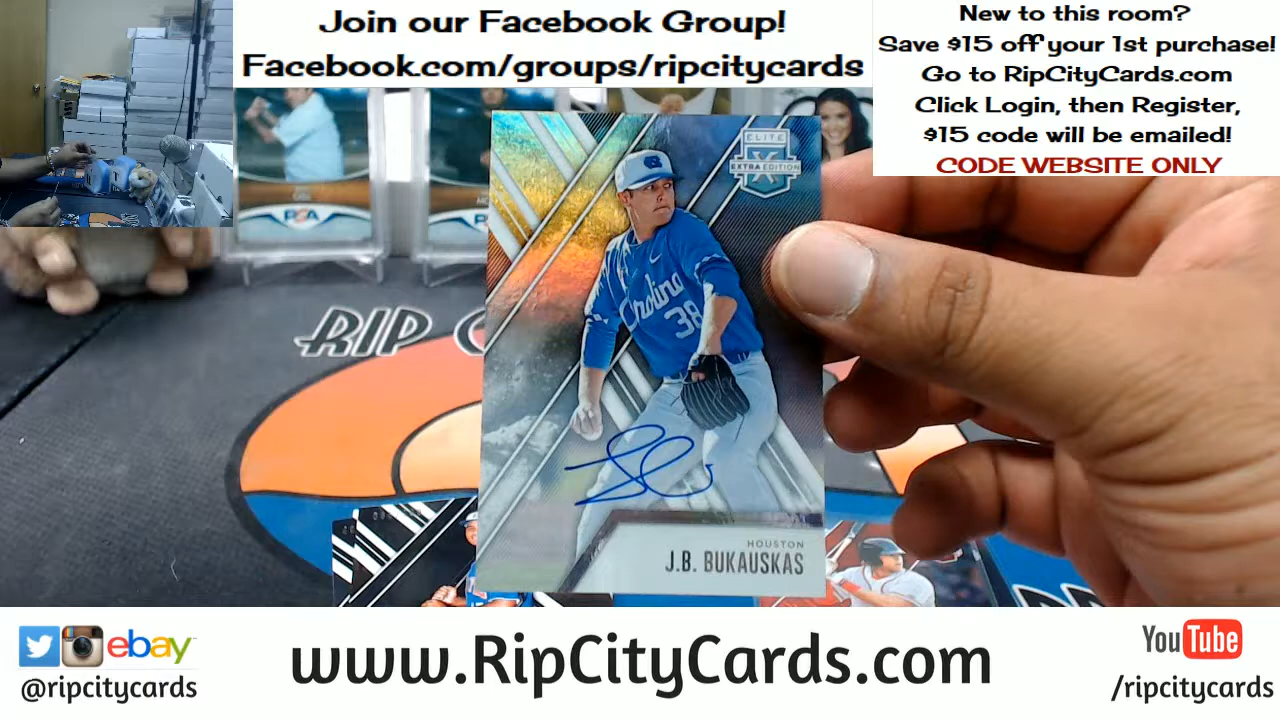 Join our Facebook Group!
Facebook.com/groups/ripcitycards
New to this room?
Save $15 off your 1st purchase!
Go to RipCityCards.com
Click Login, then Register,
$15 code will be emailed!
CODE WEBSITE ONLY
PSA
PSA
ELITE
EXTRA EDITION
RIP C
Carolina
38
HOUSTON
J.B. BUKAUSKAS
ebay
@ripcitycards
www.RipCityCards.com
YouTube
/ripcitycards